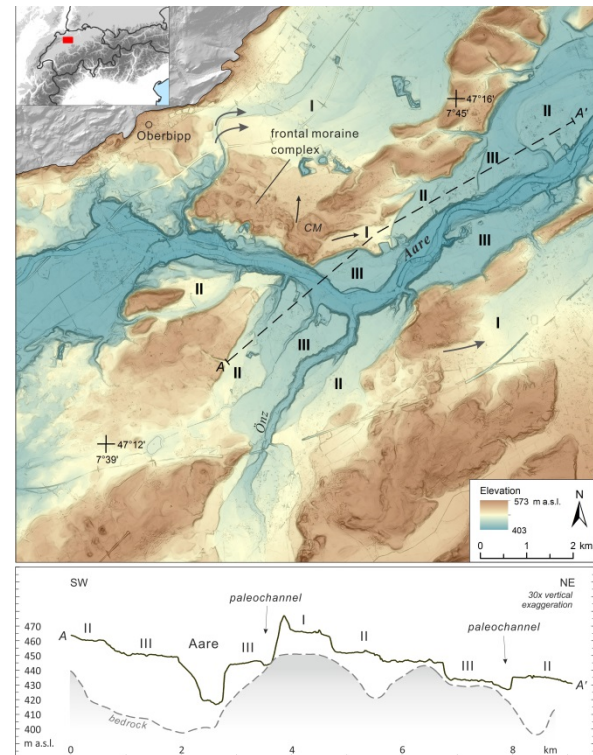 I
47°16'
7°45'
II
A'
Oberbipp
frontal moraine
complex
III
II
CM
I
Aare
III
III
II
I
A
II
III
II
Önz
47°12'
7°39'
Elevation
573 m a.s.l.
403
N
0 1 2 km
SW
NE
30x vertical
exaggeration
paleochannel
paleochannel
470
460
450
440
430
420
410
400
m a.s.l.
A
II
III
Aare
III
I
II
III
II
A'
bedrock
0 2 4 6 8 km